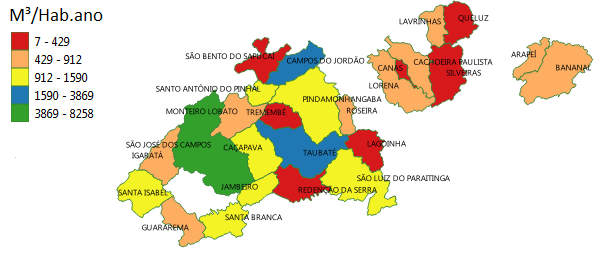 M³/Hab.ano
7 - 429
429 - 912
912 - 1590
1590 - 3869
3869 - 8258
QUELUZ
LAVRINHAS
SÃO BENTO DO SAPUCAÍ
CAMPOS DO JORDÃO
CACHOEIRA PAULISTA
ARAPEÍ
CANAS
SILVEIRAS
BANANAL
LORENA
SANTO ANTÔNIO DO PINHAL
PINDAMONHANGABA
MONTEIRO LOBATO
TREMEMBÉ
ROSEIRA
SÃO JOSÉ DOS CAMPOS
CAÇAPAVA
LAGOINHA
IGARATÁ
TAUBATÉ
SÃO LUIZ DO PARAITINGA
JAMBEIRO
REDENÇÃO DA SERRA
SANTA ISABEL
SANTA BRANCA
GUARAREMA